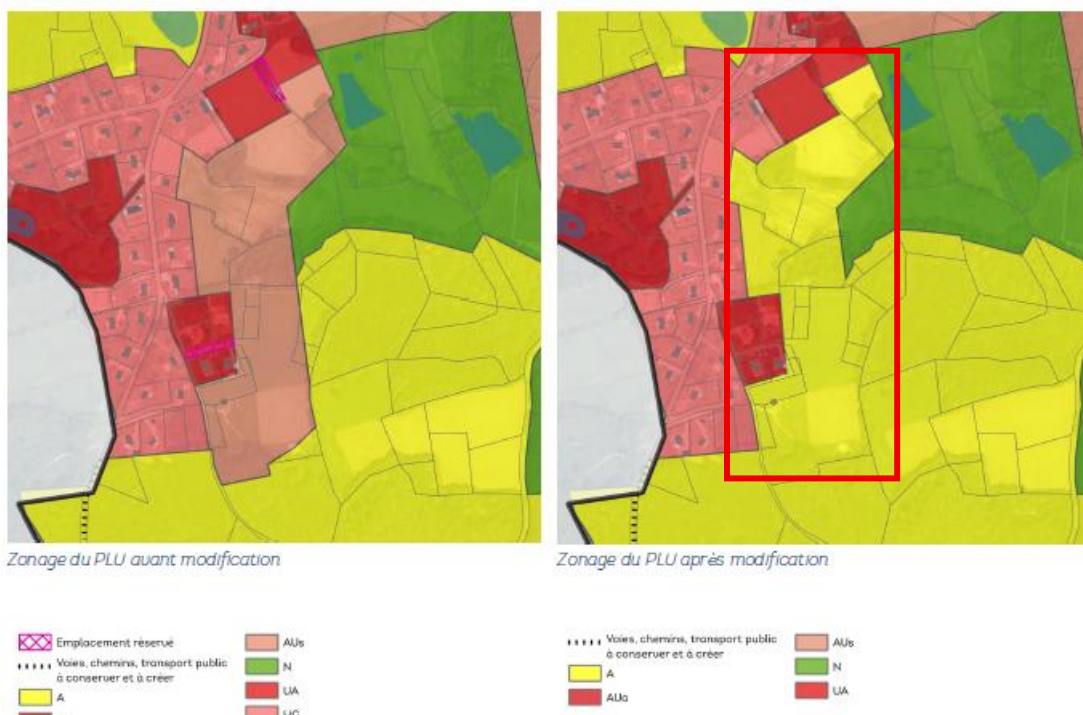 Zonage du PLU avant modification
Zonage du PLU après modification
Emplacement réservé
Voies, chemins, transport public
à conserver et à créer
A
AUs
N
UA
UC
Voies, chemins, transport public
à conserver et à créer
A
AUa
AUs
N
UA